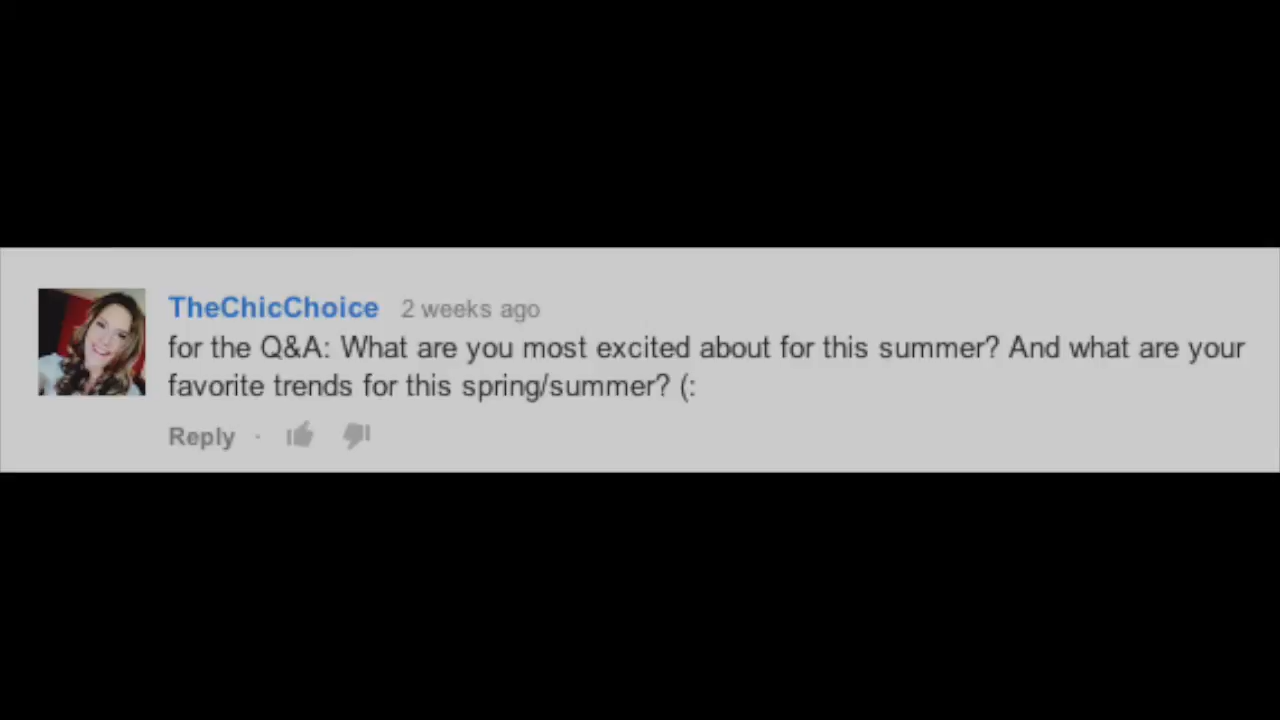 TheChicChoice 2 weeks ago
for the Q&A: What are you most excited about for this summer? And what are your
favorite trends for this spring/summer? (:
Reply ·